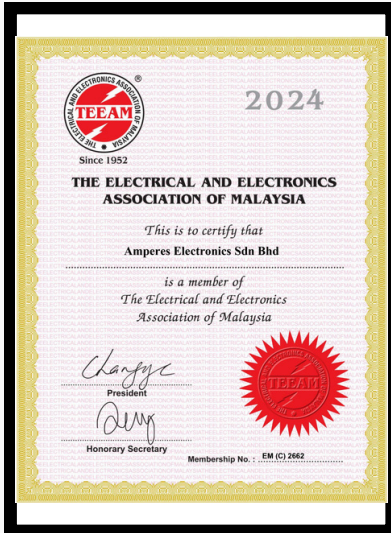 THE ELECTRICAL AND ELECTRONICS ASSOCIATION OF MALAYSIA
TEEAM
®
Since 1952
2024
THE ELECTRICAL AND ELECTRONICS
ASSOCIATION OF MALAYSIA
This is to certify that
Amperes Electronics Sdn Bhd
is a member of
The Electrical and Electronics
Association of Malaysia
President
Honorary Secretary
Membership No. : EM (C) 2662
TEEAM